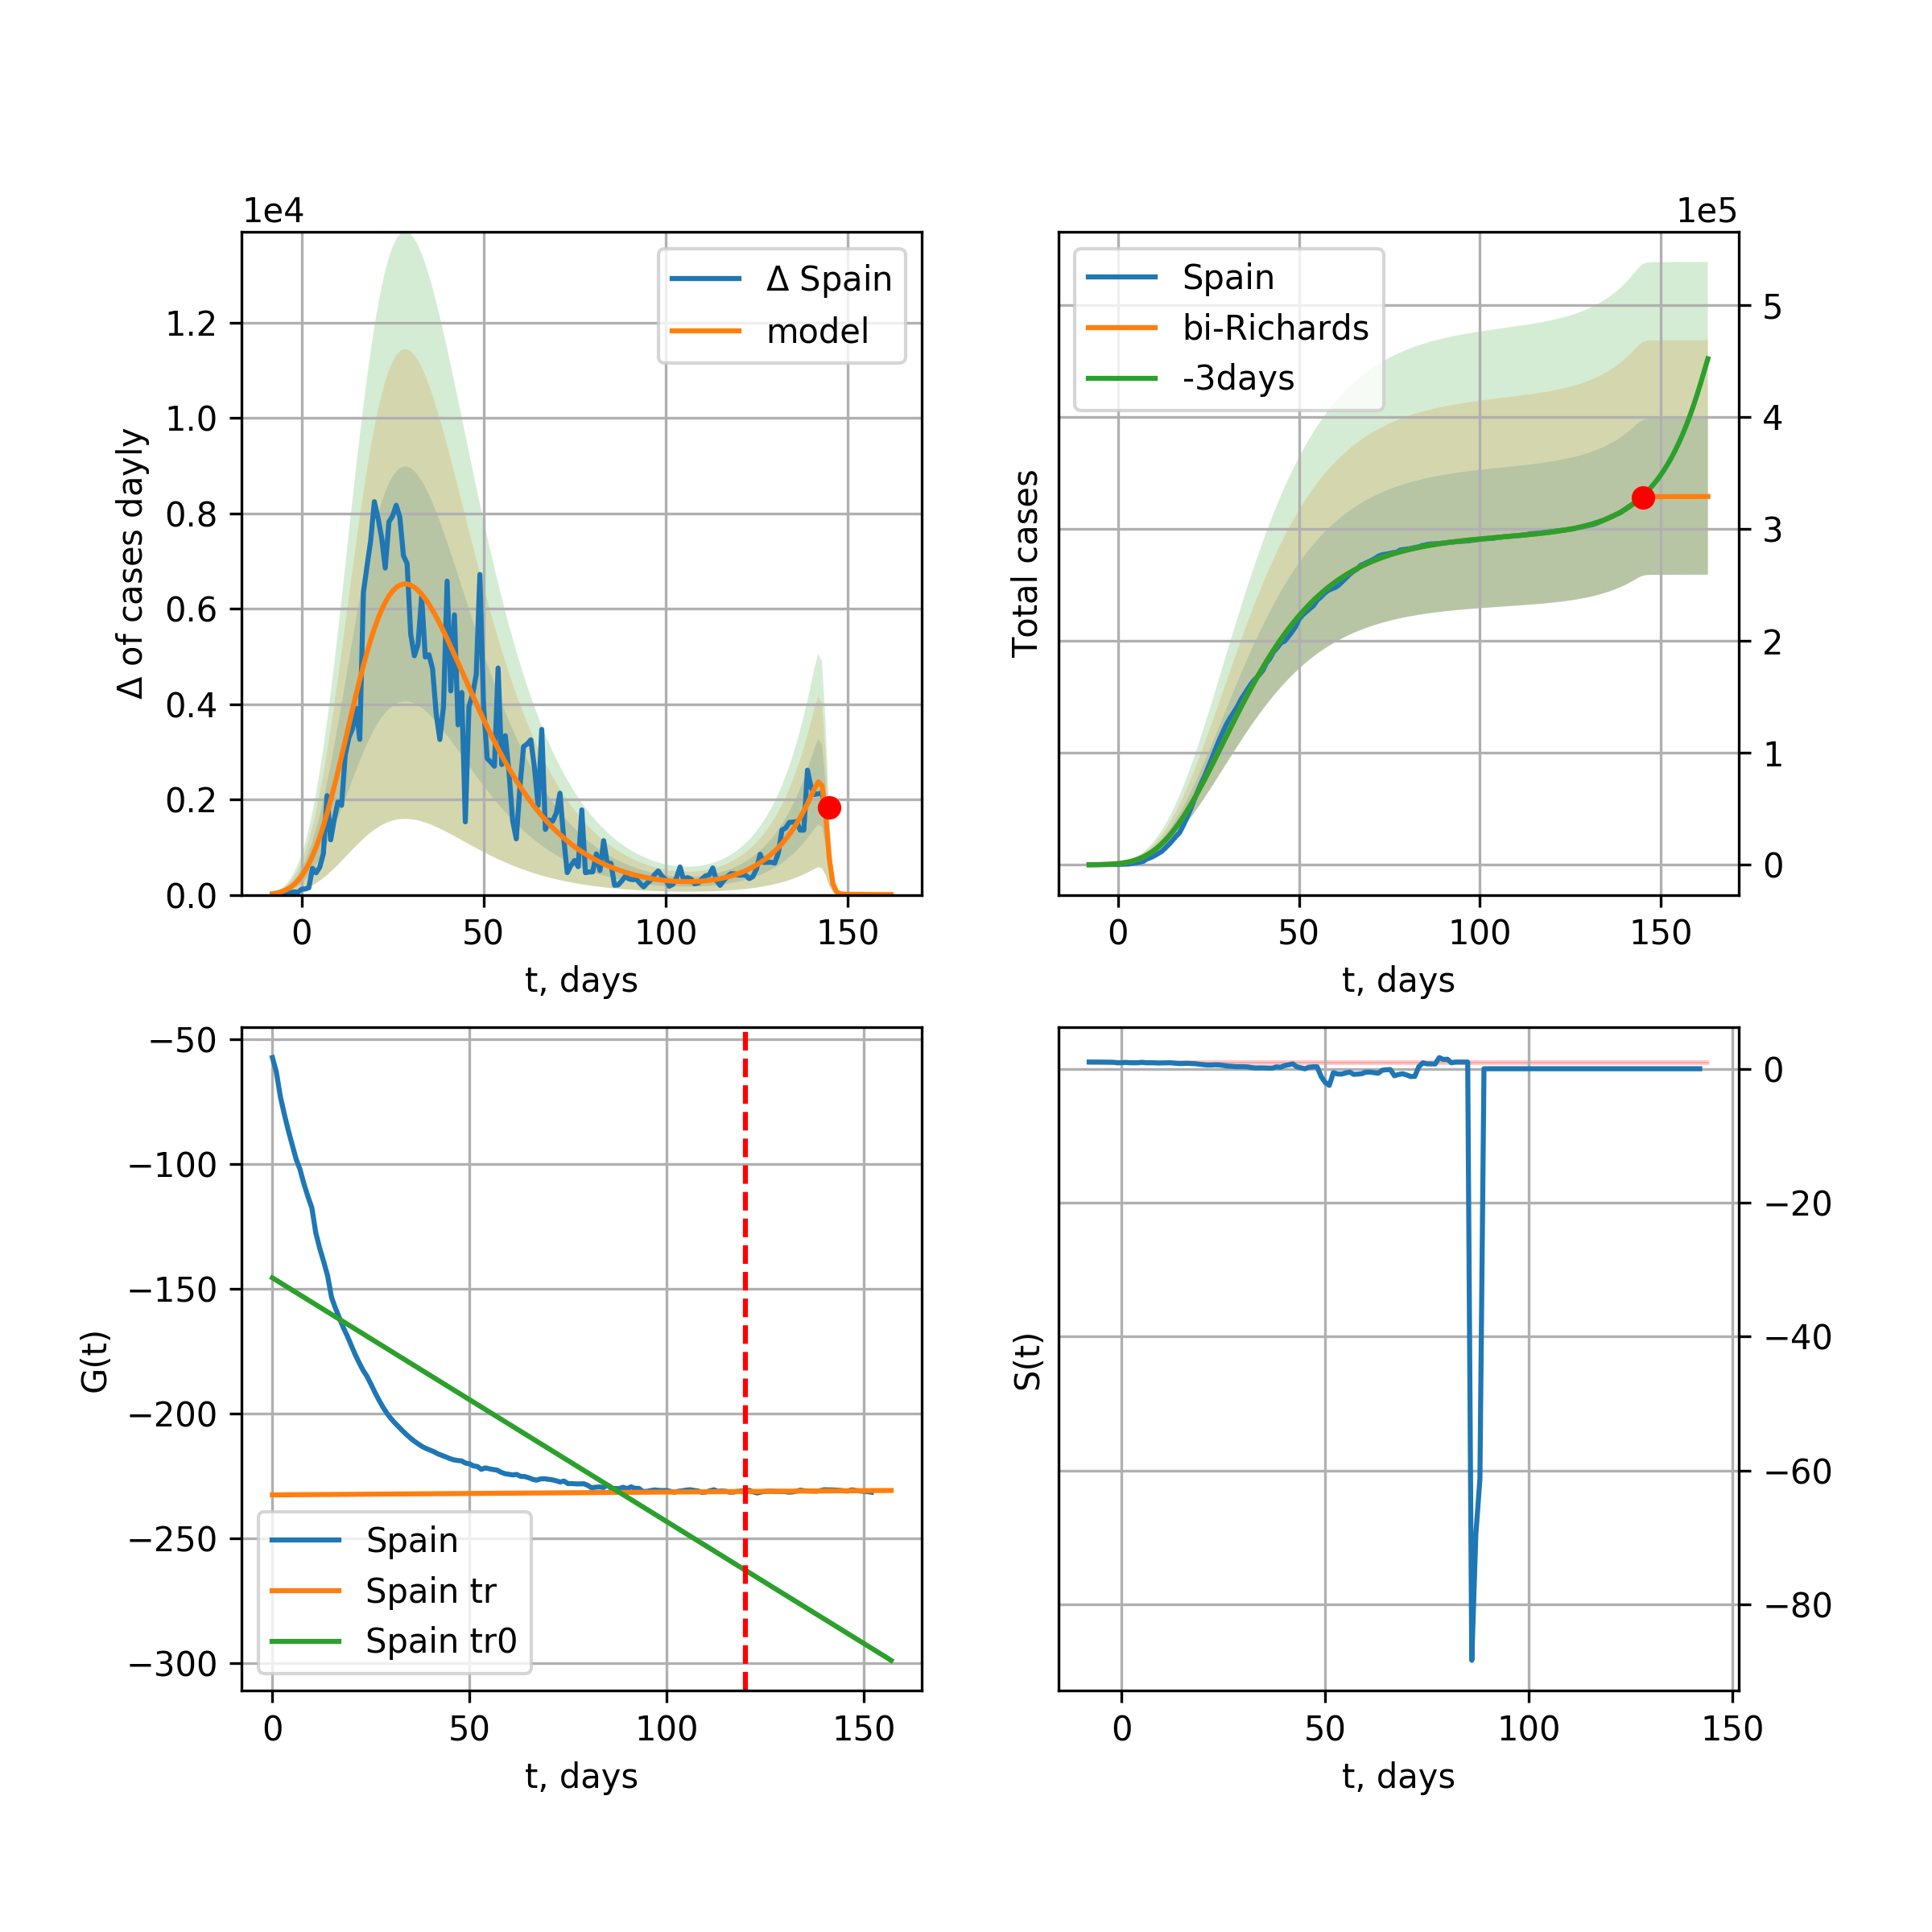 1e4
Δ of cases dayly
1.2
1.0
0.8
0.6
0.4
0.2
0.0
0 50 100 150
t, days
Δ Spain
model
1e5
Total cases
5
4
3
2
1
0
0 50 100 150
t, days
Spain
bi-Richards
-3days
G(t)
−50
−100
−150
−200
−250
−300
0 50 100 150
t, days
Spain
Spain tr
Spain tr0
S(t)
0
−20
−40
−60
−80
0 50 100 150
t, days